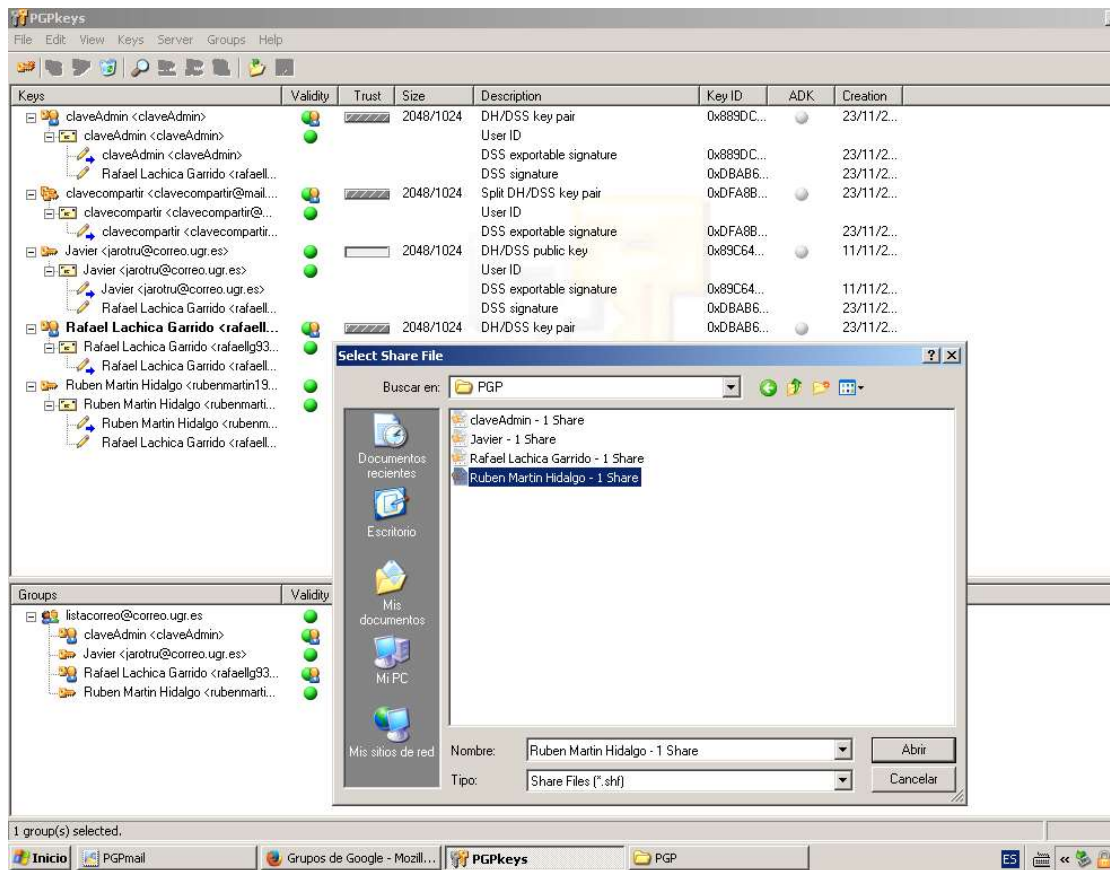 PGPkeys
File Edit View Keys Server Groups Help
Keys Validity Trust Size Description Key ID ADK Creation
claveAdmin <claveAdmin> 2048/1024 DH/DSS key pair 0x889DC... 23/11/2...
claveAdmin <claveAdmin> User ID
claveAdmin <claveAdmin> DSS exportable signature 0x889DC... 23/11/2...
Rafael Lachica Garrido <rafaell... DSS signature 0xDBAB6... 23/11/2...
clavecompartir <clavecompartir@mail.... 2048/1024 Split DH/DSS key pair 0xDFA8B... 23/11/2...
clavecompartir <clavecompartir@... User ID
clavecompartir <clavecompartir... DSS exportable signature 0xDFA8B... 23/11/2...
Javier <jarotru@correo.ugr.es> 2048/1024 DH/DSS public key 0x89C64... 11/11/2...
Javier <jarotru@correo.ugr.es> User ID
Javier <jarotru@correo.ugr.es> DSS exportable signature 0x89C64... 11/11/2...
Rafael Lachica Garrido <rafaell... DSS signature 0xDBAB6... 23/11/2...
Rafael Lachica Garrido <rafaell... 2048/1024 DH/DSS key pair 0xDBAB6... 23/11/2...
Rafael Lachica Garrido <rafaellg93...
Rafael Lachica Garrido <rafaell...
Ruben Martin Hidalgo <rubenmartin19...
Ruben Martin Hidalgo <rubenmarti...
Ruben Martin Hidalgo <rubenm...
Rafael Lachica Garrido <rafaell...
Select Share File
Buscar en: PGP
claveAdmin - 1 Share
Javier - 1 Share
Rafael Lachica Garrido - 1 Share
Ruben Martin Hidalgo - 1 Share
Documentos
recientes
Escritorio
Mis
documentos
Mi PC
Mis sitios de red
Nombre: Ruben Martin Hidalgo - 1 Share Abrir
Tipo: Share Files (*.shf) Cancelar
Groups Validity
listacorreo@correo.ugr.es
claveAdmin <claveAdmin>
Javier <jarotru@correo.ugr.es>
Rafael Lachica Garrido <rafaellg93...
Ruben Martin Hidalgo <rubenmarti...
1 group(s) selected.
Inicio PGPmail Grupos de Google - Mozill... PGPkeys PGP ES «